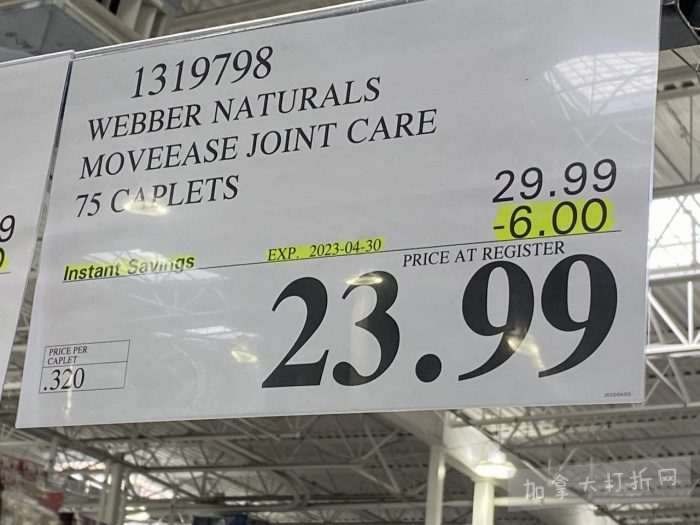 1319798
WEBBER NATURALS
MOVEEASE JOINT CARE
75 CAPLETS
29.99
-6.00
Instant Savings
EXP. 2023-04-30
PRICE AT REGISTER
23.99
PRICE PER
CAPLET
.320
9
加拿大打折网